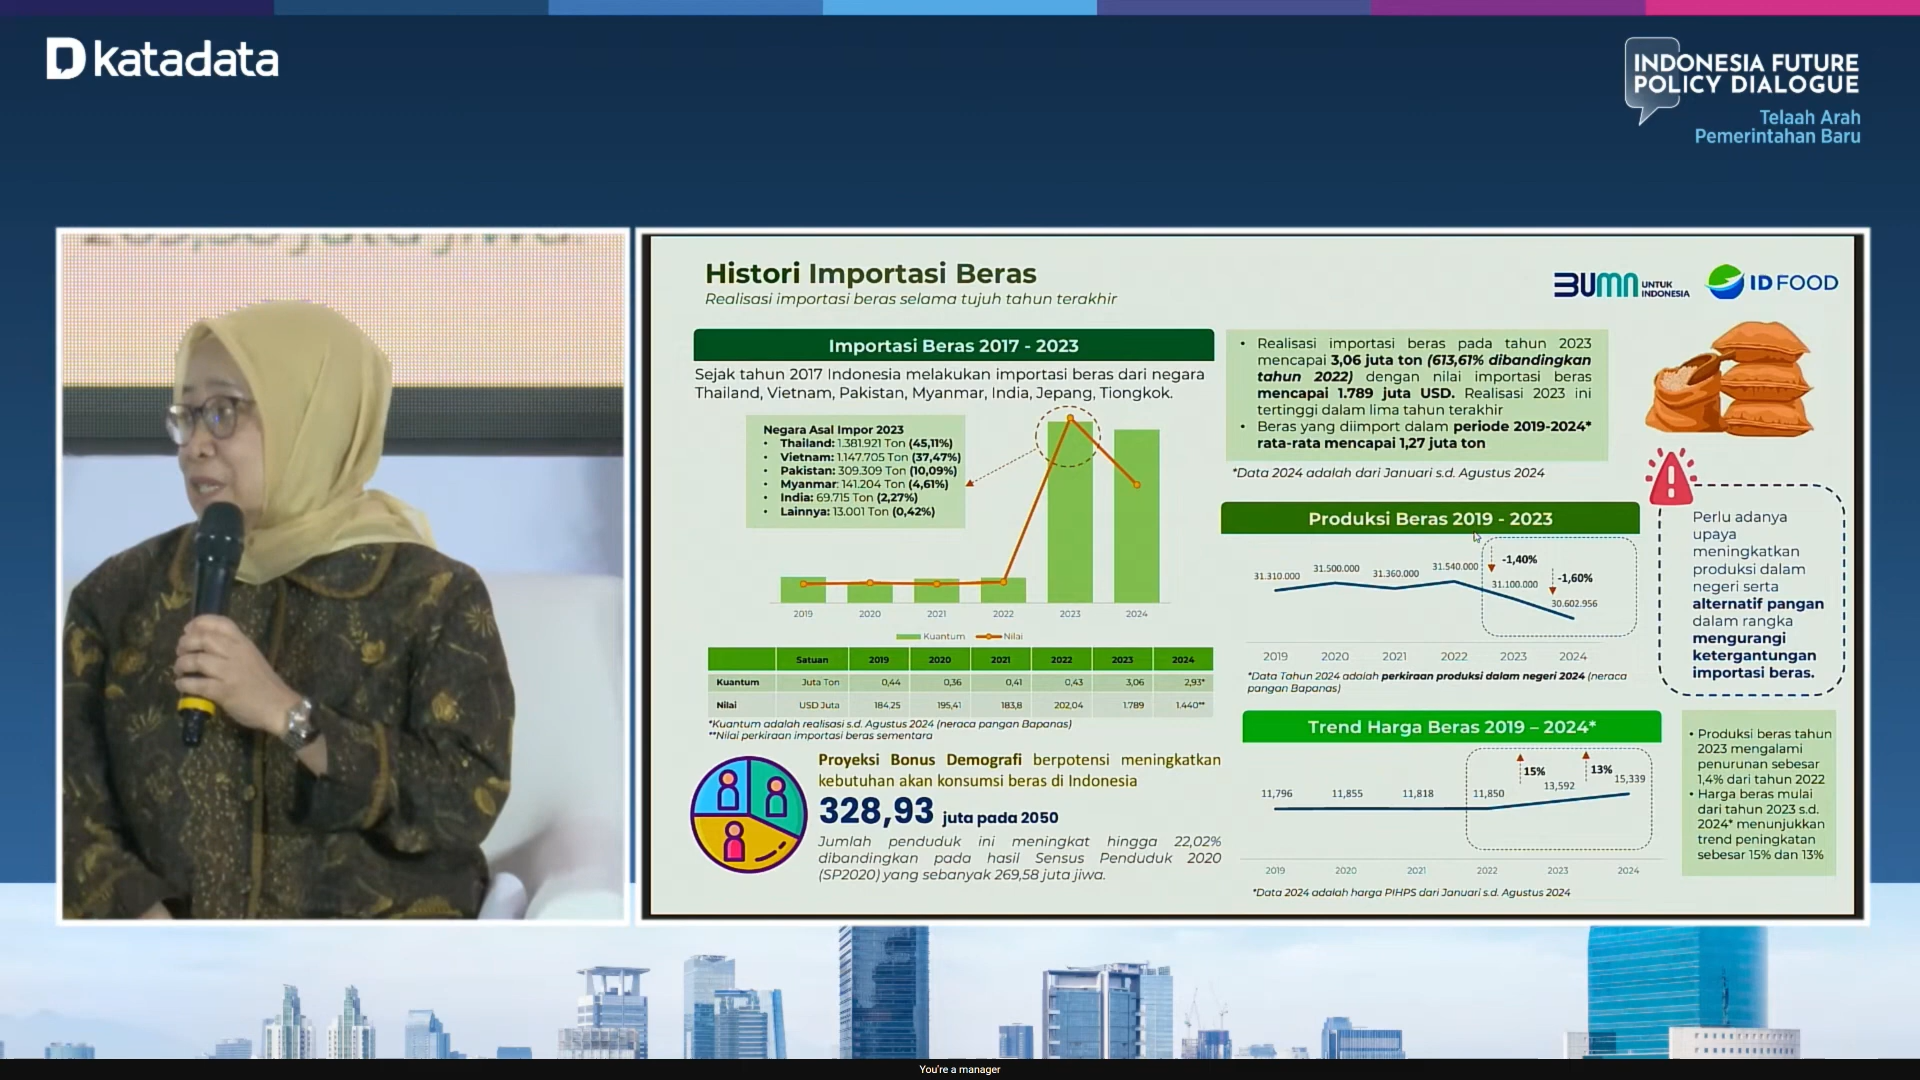 katadata
INDONESIA FUTURE
POLICY DIALOGUE
Telaah Arah
Pemerintahan Baru
Histori Importasi Beras
Realisasi importasi beras selama tujuh tahun terakhir
BUMN UNTUK
INDONESIA
ID FOOD
Importasi Beras 2017 - 2023
Sejak tahun 2017 Indonesia melakukan importasi beras dari negara
Thailand, Vietnam, Pakistan, Myanmar, India, Jepang, Tiongkok.
Negara Asal Impor 2023
• Thailand: 1.381.921 Ton (45,11%)
• Vietnam: 1.147.705 Ton (37,47%)
• Pakistan: 309.309 Ton (10,09%)
• Myanmar: 141.204 Ton (4,61%)
• India: 69.715 Ton (2,27%)
• Lainnya: 13.001 Ton (0,42%)
2019 2020 2021 2022 2023 2024
Kuantum Nilai
Satuan 2019 2020 2021 2022 2023 2024
Kuantum Juta Ton 0,44 0,36 0,41 0,43 3,06 2,93*
Nilai USD Juta 184,25 195,41 183,8 202,04 1.789 1.440**
*Kuantum adalah realisasi s.d. Agustus 2024 (neraca pangan Bapanas)
**Nilai perkiraan importasi beras sementara
Proyeksi Bonus Demografi berpotensi meningkatkan
kebutuhan akan konsumsi beras di Indonesia
328,93 juta pada 2050
Jumlah penduduk ini meningkat hingga 22,02%
dibandingkan pada hasil Sensus Penduduk 2020
(SP2020) yang sebanyak 269,58 juta jiwa.
• Realisasi importasi beras pada tahun 2023
mencapai 3,06 juta ton (613,61% dibandingkan
tahun 2022) dengan nilai importasi beras
mencapai 1.789 juta USD. Realisasi 2023 ini
tertinggi dalam lima tahun terakhir
• Beras yang diimport dalam periode 2019-2024*
rata-rata mencapai 1,27 juta ton
*Data 2024 adalah dari Januari s.d. Agustus 2024
Produksi Beras 2019 - 2023
31.310.000 31.500.000 31.360.000 31.540.000 31.100.000 30.602.956
-1,40%
-1,60%
2019 2020 2021 2022 2023 2024
*Data Tahun 2024 adalah perkiraan produksi dalam negeri 2024 (neraca
pangan Bapanas)
Perlu adanya
upaya
meningkatkan
produksi dalam
negeri serta
alternatif pangan
dalam rangka
mengurangi
ketergantungan
importasi beras.
Trend Harga Beras 2019 – 2024*
15% 13%
11,796 11,855 11,818 11,850 13,592 15,339
2019 2020 2021 2022 2023 2024
*Data 2024 adalah harga PIHPS dari Januari s.d. Agustus 2024
• Produksi beras tahun
2023 mengalami
penurunan sebesar
1,4% dari tahun 2022
• Harga beras mulai
dari tahun 2023 s.d.
2024* menunjukkan
trend peningkatan
sebesar 15% dan 13%
You're a manager